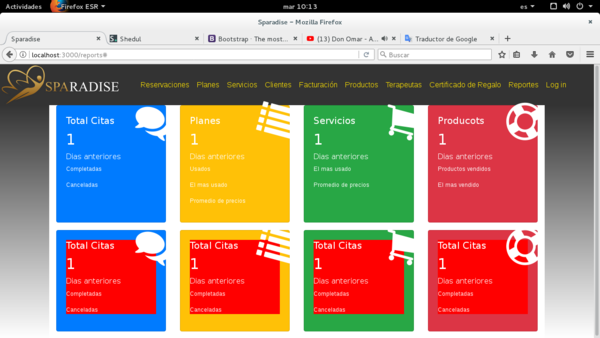 Actividades Firefox ESR mar 10:13 es
Sparadise - Mozilla Firefox
Sparadise Shedul Bootstrap · The most... (13) Don Omar - A... Traductor de Google
localhost:3000/reports# Buscar
SPARADISE Reservaciones Planes Servicios Clientes Facturación Productos Terapeutas Certificado de Regalo Reportes Log in
Total Citas Planes Servicios Producots
1 1 1 1
Dias anteriores Dias anteriores Dias anteriores Dias anteriores
Completadas Usados El mas usado Productos vendidos
Canceladas El mas usado Promedio de precios El mas vendido
Promedio de precios
Total Citas Total Citas Total Citas Total Citas
1 1 1 1
Dias anteriores Dias anteriores Dias anteriores Dias anteriores
Completadas Completadas Completadas Completadas
Canceladas Canceladas Canceladas Canceladas